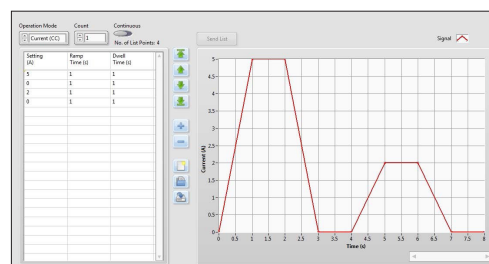 Operation Mode Count Continuous
Current (CC) 1 No. of List Points: 4
Setting (A) Ramp Time (s) Dwell Time (s)
5 1 1
0 1 1
2 1 1
0 1 1
Send List
Signal
Current (A)
5
4.5
4
3.5
3
2.5
2
1.5
1
0.5
0
0 0.5 1 1.5 2 2.5 3 3.5 4 4.5 5 5.5 6 6.5 7 7.5 8
Time (s)